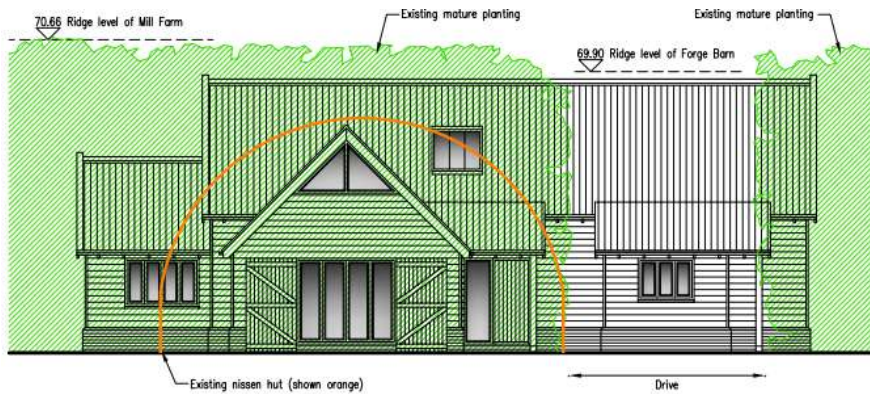 Existing mature planting
Existing mature planting
70.66 Ridge level of Mill Farm
69.90 Ridge level of Forge Barn
Existing nissen hut (shown orange)
Drive